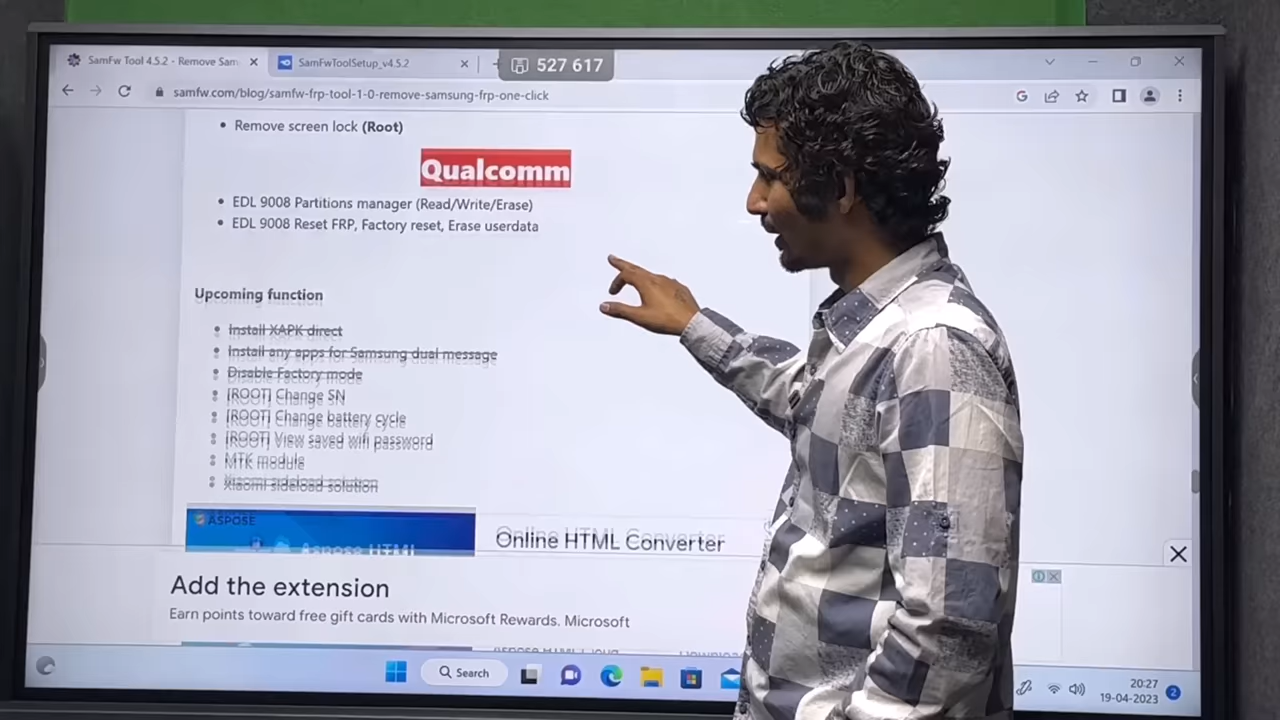 SamFw Tool 4.5.2 - Remove Sam
SamFwToolSetup_v4.5.2
527 617
samfw.com/blog/samfw-frp-tool-1-0-remove-samsung-frp-one-click
Remove screen lock (Root)
Qualcomm
EDL 9008 Partitions manager (Read/Write/Erase)
EDL 9008 Reset FRP, Factory reset, Erase userdata
Upcoming function
Install XAPK direct
Install any apps for Samsung dual message
Disable Factory mode
[ROOT] Change SN
[ROOT] Change battery cycle
[ROOT] View saved wifi password
MTK module
Xiaomi sideload solution
ASPOSE
Aspose HTML
Online HTML Converter
Add the extension
Earn points toward free gift cards with Microsoft Rewards. Microsoft
Search
20:27
19-04-2023
2